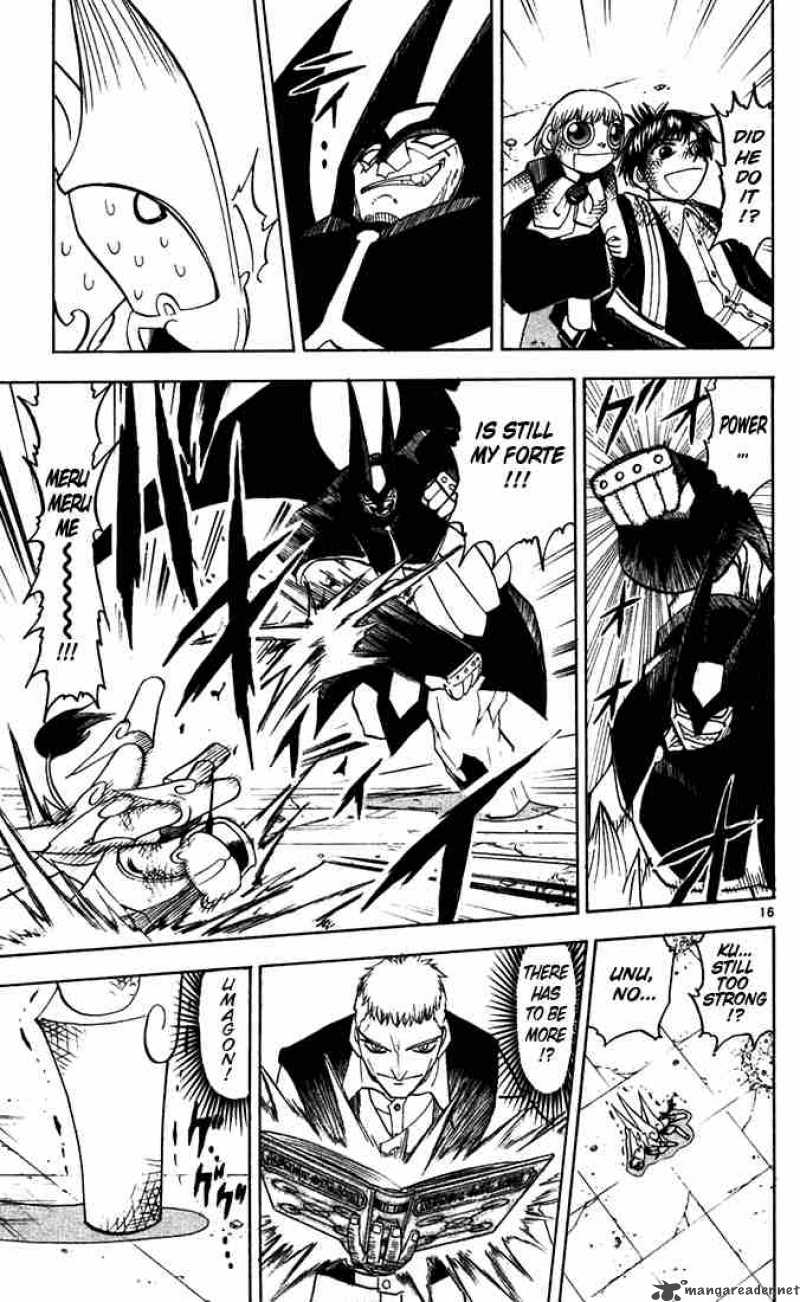 DID
HE
DO
IT!?
POWER
...
IS STILL
MY FORTE
!!!
MERU
MERU
ME
!!!
16
KU...
STILL
TOO
STRONG
!?
UNU,
NO...
THERE
HAS
TO BE
MORE!?
UMAGON!
mangareader.net